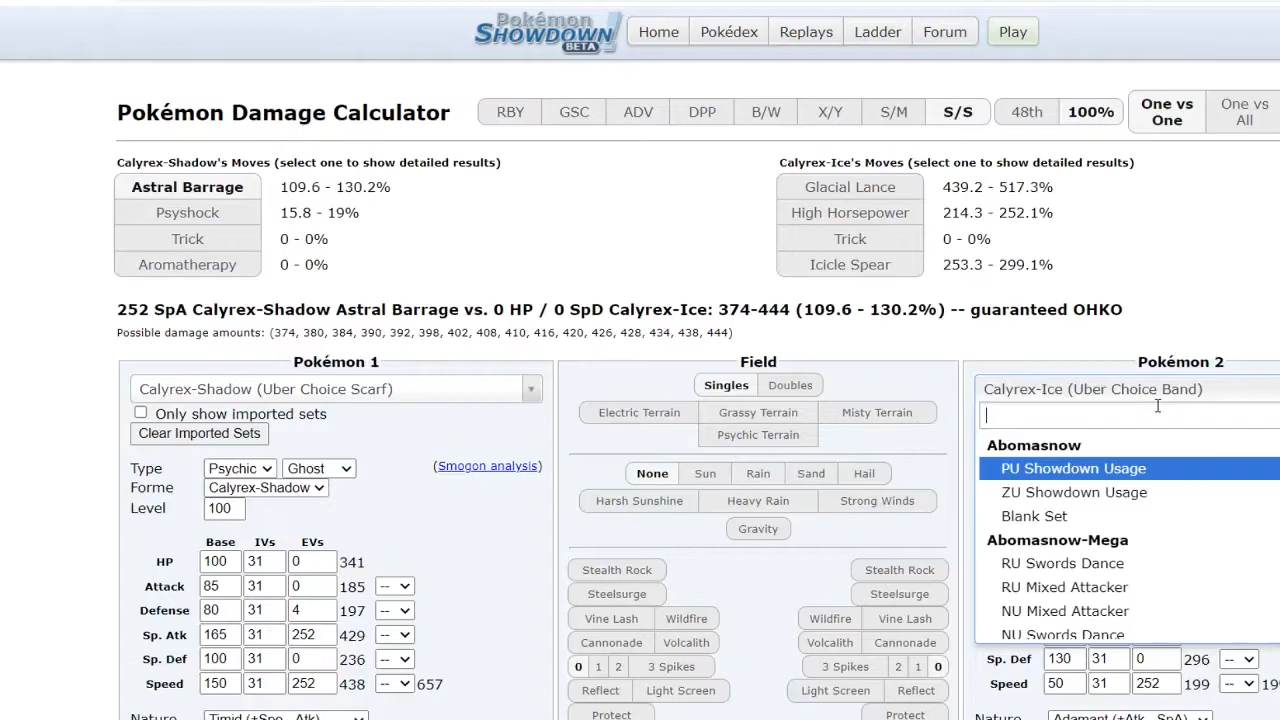 Pokémon
SHOWDOWN
BETA
Home Pokédex Replays Ladder Forum Play
Pokémon Damage Calculator RBY GSC ADV DPP B/W X/Y S/M S/S 48th 100% One vs One One vs All
Calyrex-Shadow's Moves (select one to show detailed results)
Astral Barrage 109.6 - 130.2%
Psyshock 15.8 - 19%
Trick 0 - 0%
Aromatherapy 0 - 0%
Calyrex-Ice's Moves (select one to show detailed results)
Glacial Lance 439.2 - 517.3%
High Horsepower 214.3 - 252.1%
Trick 0 - 0%
Icicle Spear 253.3 - 299.1%
252 SpA Calyrex-Shadow Astral Barrage vs. 0 HP / 0 SpD Calyrex-Ice: 374-444 (109.6 - 130.2%) -- guaranteed OHKO
Possible damage amounts: (374, 380, 384, 390, 392, 398, 402, 408, 410, 416, 420, 426, 428, 434, 438, 444)
Pokémon 1
Calyrex-Shadow (Uber Choice Scarf)
Only show imported sets
Clear Imported Sets
Type Psychic Ghost (Smogon analysis)
Forme Calyrex-Shadow
Level 100
Base IVs EVs
HP 100 31 0 341
Attack 85 31 0 185 --
Defense 80 31 4 197 --
Sp. Atk 165 31 252 429 --
Sp. Def 100 31 0 236 --
Speed 150 31 252 438 -- 657
Nature Timid (+Spe, -Atk)
Field
Singles Doubles
Electric Terrain Grassy Terrain Misty Terrain
Psychic Terrain
None Sun Rain Sand Hail
Harsh Sunshine Heavy Rain Strong Winds
Gravity
Stealth Rock Stealth Rock
Steelsurge Steelsurge
Vine Lash Wildfire Wildfire Vine Lash
Cannonade Volcalith Volcalith Cannonade
0 1 2 3 Spikes 3 Spikes 2 1 0
Reflect Light Screen Light Screen Reflect
Protect Protect
Pokémon 2
Calyrex-Ice (Uber Choice Band)
Abomasnow
PU Showdown Usage
ZU Showdown Usage
Blank Set
Abomasnow-Mega
RU Swords Dance
RU Mixed Attacker
NU Mixed Attacker
NU Swords Dance
Sp. Def 130 31 0 296 --
Speed 50 31 252 199 --
Nature Adamant (+Atk, -SpA)